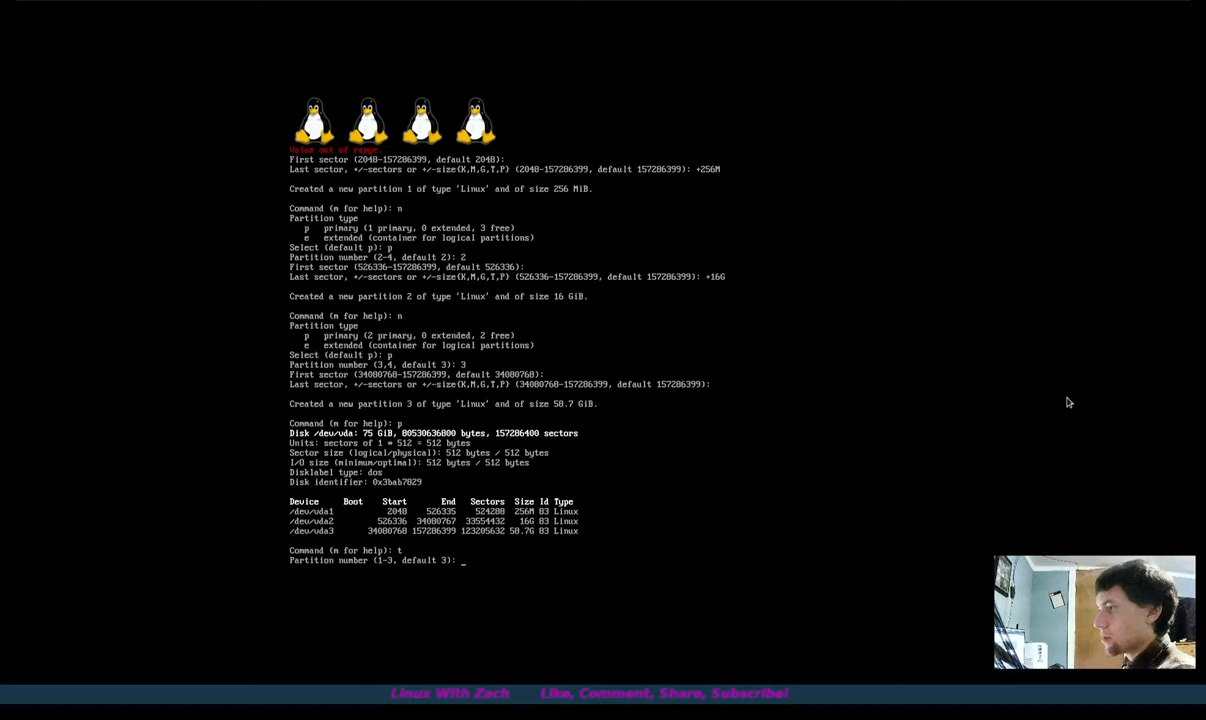 Value out of range.
First sector (2048-157286399, default 2048):
Last sector, +/-sectors or +/-size{K,M,G,T,P} (2048-157286399, default 157286399): +256M
Created a new partition 1 of type 'Linux' and of size 256 MiB.
Command (m for help): n
Partition type
p primary (1 primary, 0 extended, 3 free)
e extended (container for logical partitions)
Select (default p): p
Partition number (2-4, default 2): 2
First sector (526336-157286399, default 526336):
Last sector, +/-sectors or +/-size{K,M,G,T,P} (526336-157286399, default 157286399): +16G
Created a new partition 2 of type 'Linux' and of size 16 GiB.
Command (m for help): n
Partition type
p primary (2 primary, 0 extended, 2 free)
e extended (container for logical partitions)
Select (default p): p
Partition number (3,4, default 3): 3
First sector (34080768-157286399, default 34080768):
Last sector, +/-sectors or +/-size{K,M,G,T,P} (34080768-157286399, default 157286399):
Created a new partition 3 of type 'Linux' and of size 58.7 GiB.
Command (m for help): p
Disk /dev/vda: 75 GiB, 80530636800 bytes, 157286400 sectors
Units: sectors of 1 * 512 = 512 bytes
Sector size (logical/physical): 512 bytes / 512 bytes
I/O size (minimum/optimal): 512 bytes / 512 bytes
Disklabel type: dos
Disk identifier: 0x3bab7829
Device Boot Start End Sectors Size Id Type
/dev/vda1 2048 526335 524288 256M 83 Linux
/dev/vda2 526336 34080767 33554432 16G 83 Linux
/dev/vda3 34080768 157286399 123205632 58.7G 83 Linux
Command (m for help): t
Partition number (1-3, default 3): _
Linux With Zach Like, Comment, Share, Subscribe!